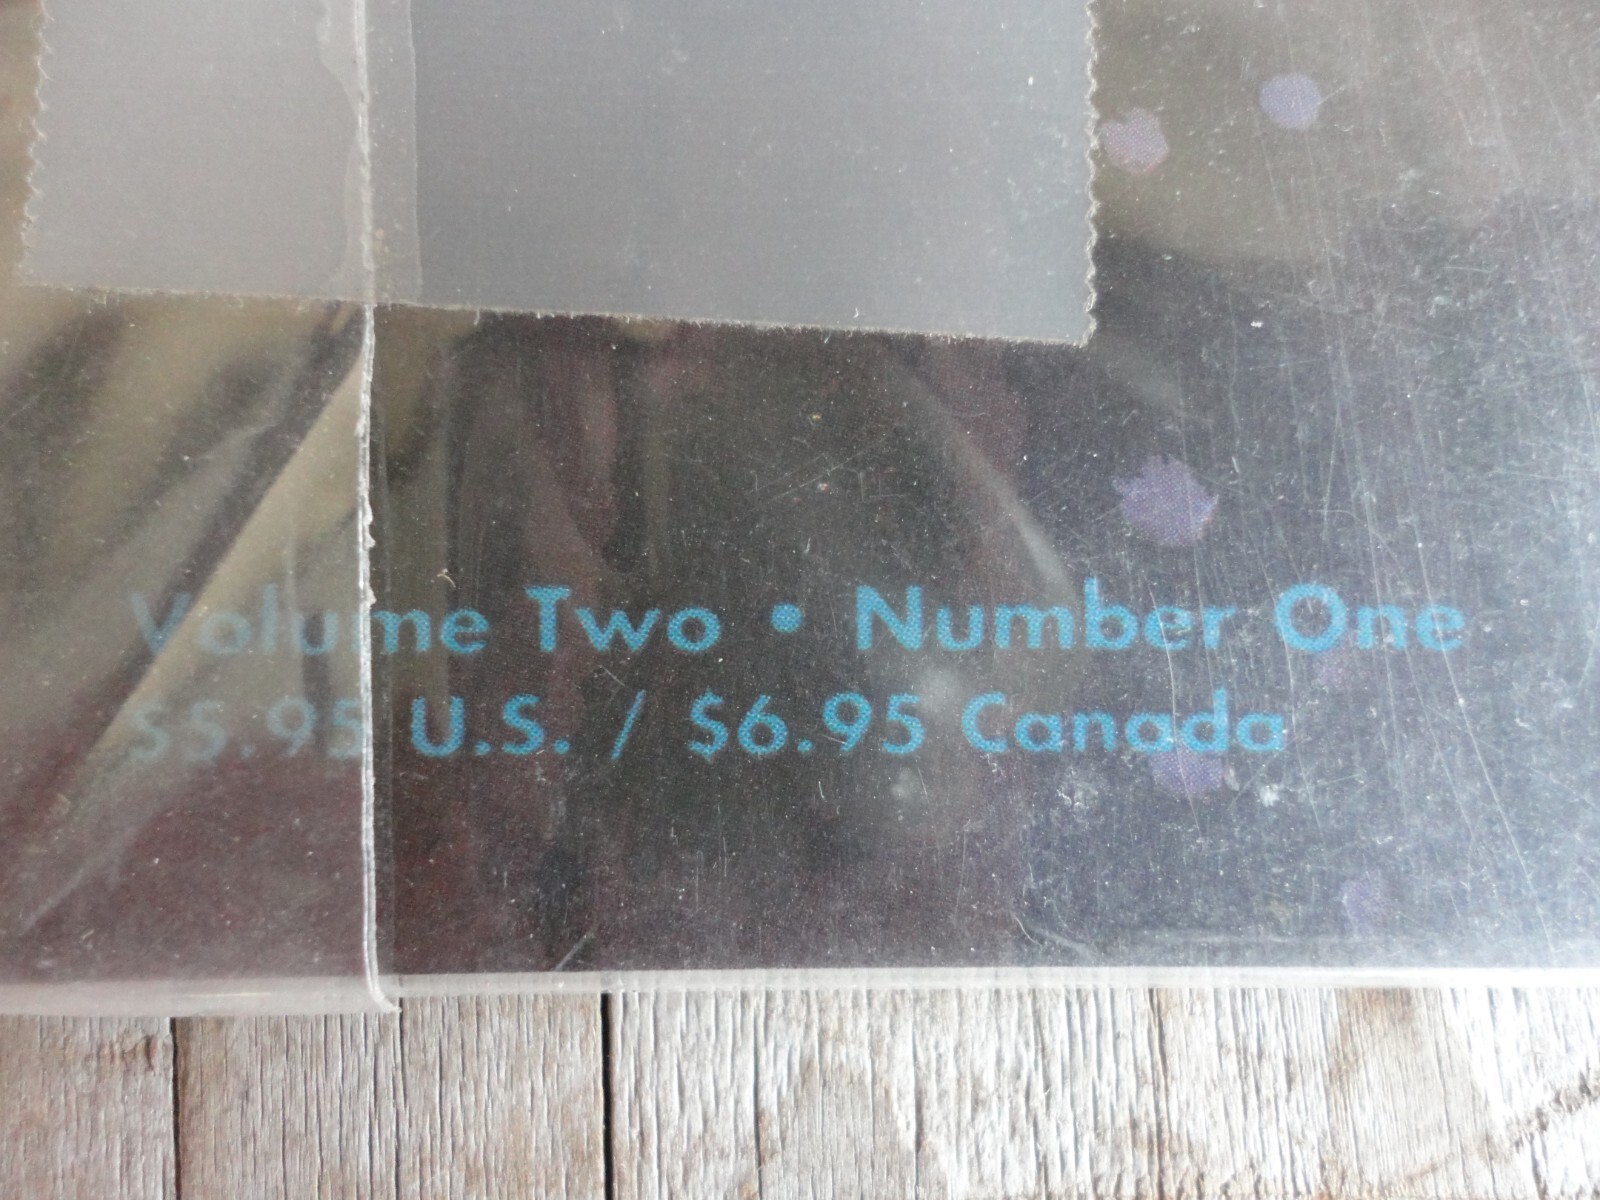 Volume Two • Number One
$5.95 U.S. / $6.95 Canada